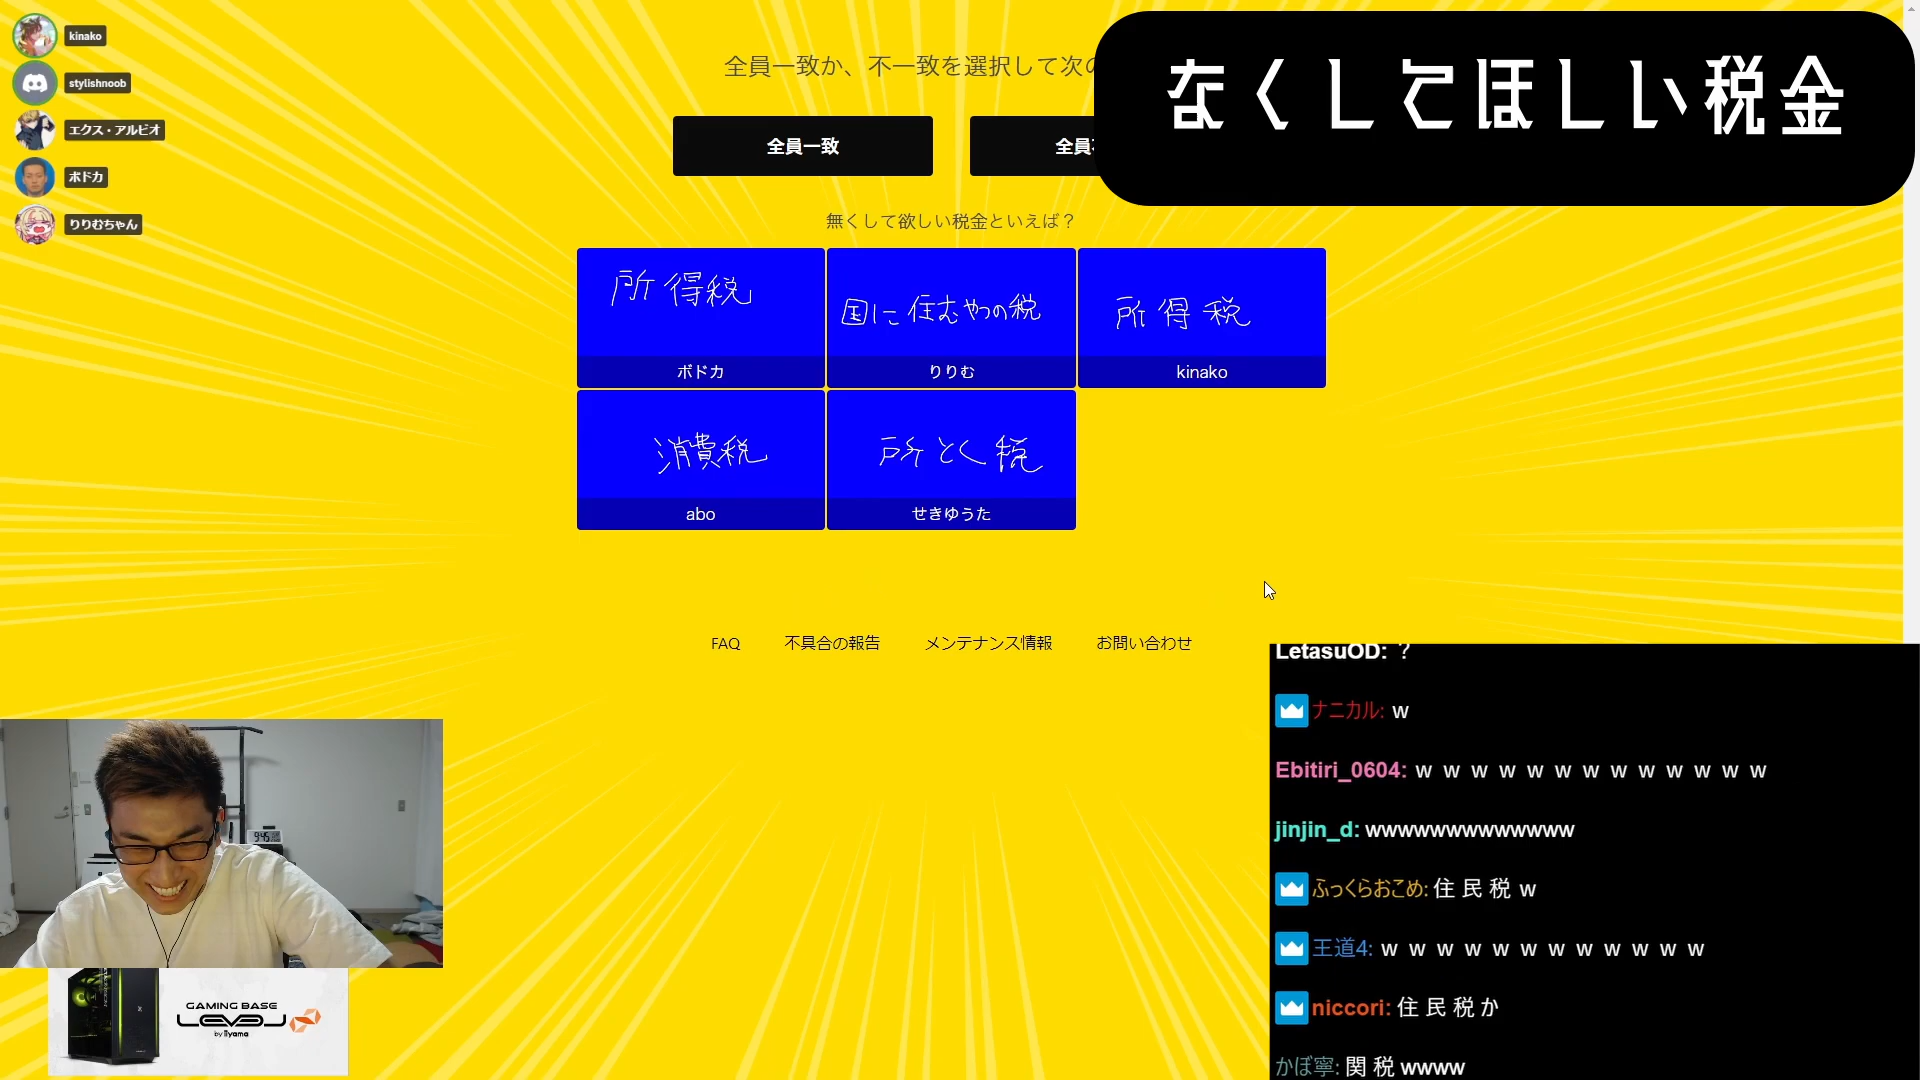 kinako
stylishnoob
エクス・アルビオ
ボドカ
りりむちゃん
全員一致か、不一致を選択して次の
なくしてほしい税金
全員一致
全員
無くして欲しい税金といえば？
所得税
ボドカ
国に住むやつの税
りりむ
所得税
kinako
消費税
abo
所とく税
せきゆうた
FAQ
不具合の報告
メンテナンス情報
お問い合わせ
LetasuOD: ？
ナニカル: w
Ebitiri_0604: w w w w w w w w w w w w w
jinjin_d: wwwwwwwwwwwww
ふっくらおこめ: 住 民 税 w
王道4: w w w w w w w w w w w w
niccori: 住 民 税 か
かぼ寧: 関 税 wwww
9:45
GAMING BASE
LEVEL
by iiyama